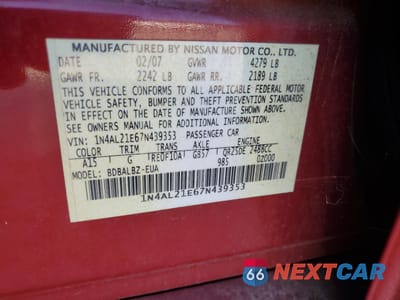 MANUFACTURED BY NISSAN MOTOR CO., LTD.
02/07 GVWR 4279 LB
GAWR FR. 2242 LB GAWR RR. 2189 LB
THIS VEHICLE CONFORMS TO ALL APPLICABLE FEDERAL MOTOR
VEHICLE SAFETY, BUMPER AND THEFT PREVENTION STANDARDS
IN EFFECT ON THE DATE OF MANUFACTURE SHOWN ABOVE.
SEE OWNERS MANUAL FOR ADDITIONAL INFORMATION.
VIN: 1N4AL21E67N439353 PASSENGER CAR
COLOR TRIM TRANS AXLE ENGINE
A15 G RE0F10A G857 QR25DE 2488CC
MODEL: BDBALBZ-EUA 985 02000
1N4AL21E67N439353
66 NEXTCAR